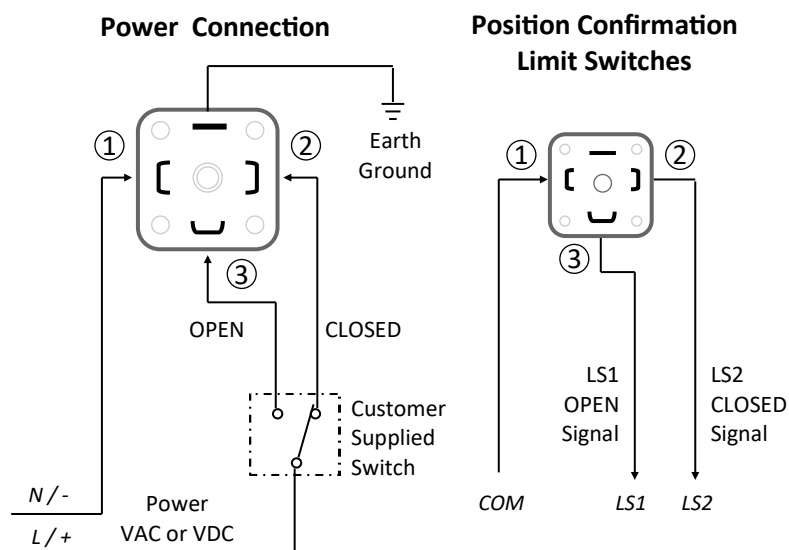 Power Connection
Earth
Ground
①
②
③
OPEN
CLOSED
Customer
Supplied
Switch
N / -
L / +
Power
VAC or VDC
Position Confirmation
Limit Switches
①
②
③
LS1
OPEN
Signal
LS2
CLOSED
Signal
COM
LS1
LS2